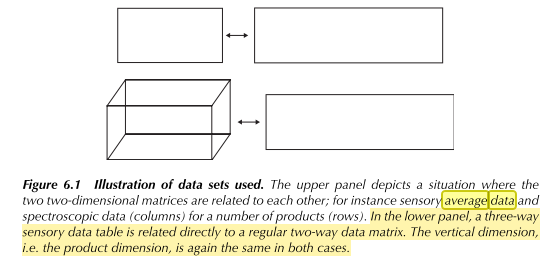 Figure 6.1 Illustration of data sets used. The upper panel depicts a situation where the
two two-dimensional matrices are related to each other; for instance sensory average data and
spectroscopic data (columns) for a number of products (rows). In the lower panel, a three-way
sensory data table is related directly to a regular two-way data matrix. The vertical dimension,
i.e. the product dimension, is again the same in both cases.